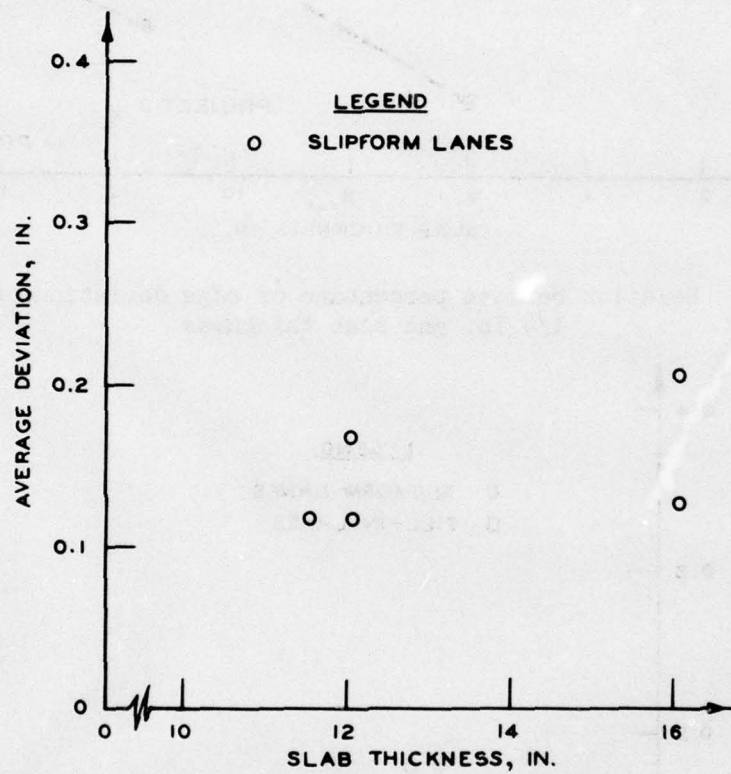 0.4
LEGEND
O SLIPFORM LANES
0.3
AVERAGE DEVIATION, IN.
0.2
0.1
0
0 10 12 14 16
SLAB THICKNESS, IN.